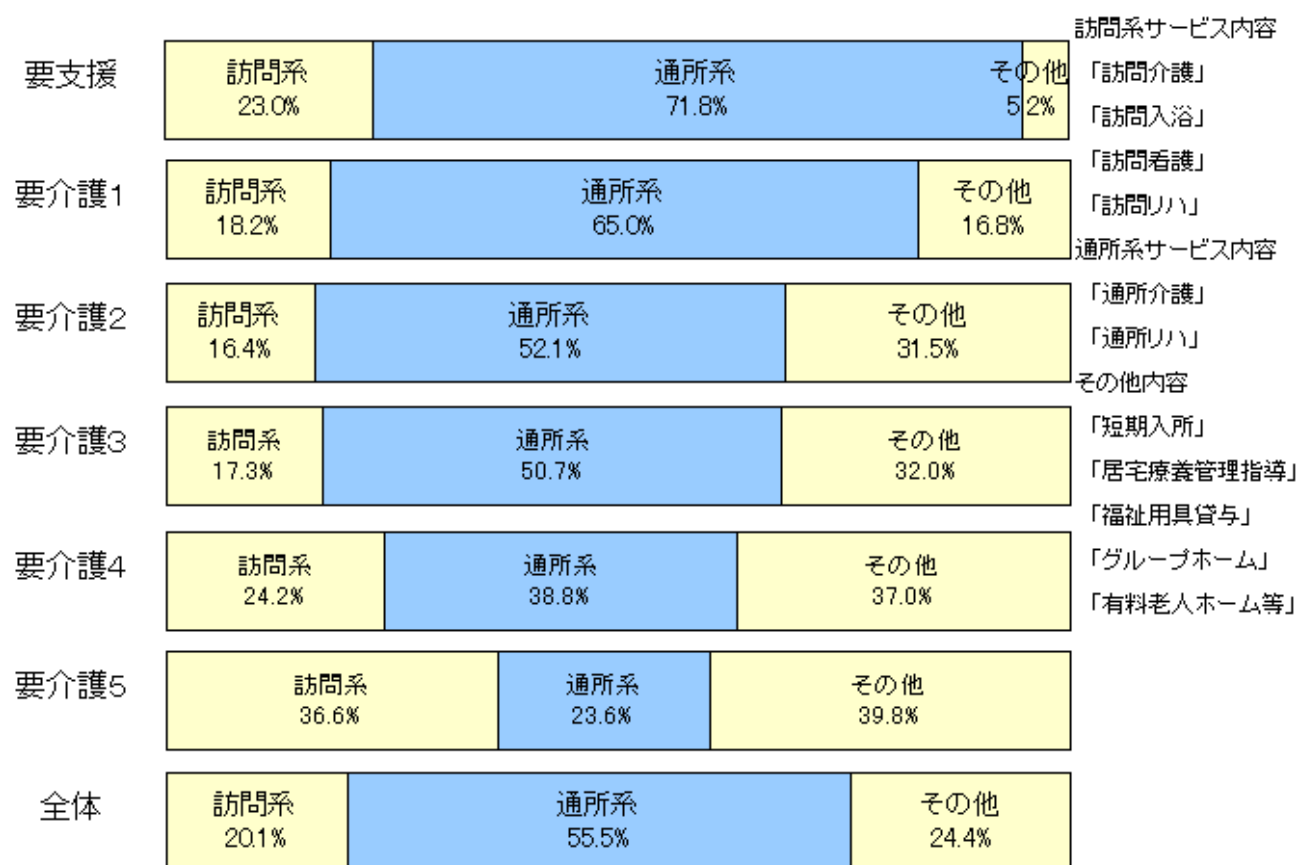 訪問系サービス内容
要支援
訪問系
23.0%
通所系
71.8%
その他
5.2%
「訪問介護」
「訪問入浴」
「訪問看護」
「訪問リハ」
要介護1
訪問系
18.2%
通所系
65.0%
その他
16.8%
通所系サービス内容
「通所介護」
「通所リハ」
要介護2
訪問系
16.4%
通所系
52.1%
その他
31.5%
その他内容
「短期入所」
「居宅療養管理指導」
「福祉用具貸与」
「グループホーム」
「有料老人ホーム等」
要介護3
訪問系
17.3%
通所系
50.7%
その他
32.0%
要介護4
訪問系
24.2%
通所系
38.8%
その他
37.0%
要介護5
訪問系
36.6%
通所系
23.6%
その他
39.8%
全体
訪問系
20.1%
通所系
55.5%
その他
24.4%